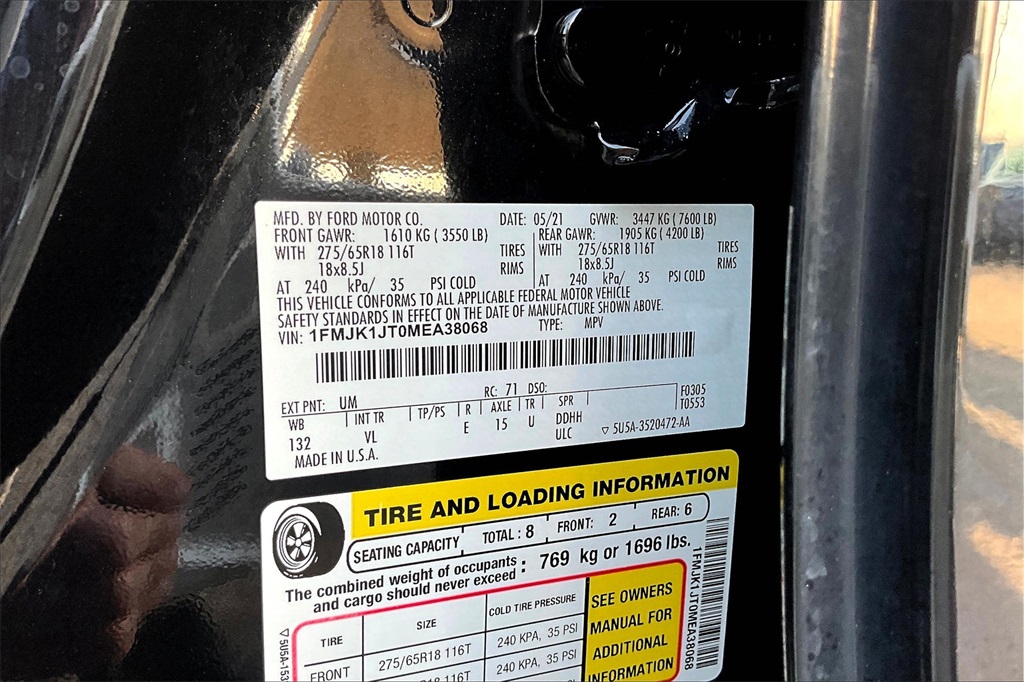 MFD. BY FORD MOTOR CO. DATE: 05/21 GVWR: 3447 KG ( 7600 LB)
FRONT GAWR: 1610 KG ( 3550 LB) REAR GAWR: 1905 KG ( 4200 LB)
WITH 275/65R18 116T TIRES WITH 275/65R18 116T TIRES
18x8.5J RIMS 18x8.5J RIMS
AT 240 kPa/ 35 PSI COLD AT 240 kPa/ 35 PSI COLD
THIS VEHICLE CONFORMS TO ALL APPLICABLE FEDERAL MOTOR VEHICLE
SAFETY STANDARDS IN EFFECT ON THE DATE OF MANUFACTURE SHOWN ABOVE.
VIN: 1FMJK1JT0MEA38068 TYPE: MPV
EXT PNT: UM RC: 71 DSO: F0305
WB INT TR TP/PS R AXLE TR SPR T0553
132 VL E 15 U DDHH
ULC ▽ 5U5A-3520472-AA
MADE IN U.S.A.
TIRE AND LOADING INFORMATION
SEATING CAPACITY TOTAL : 8 FRONT: 2 REAR: 6
The combined weight of occupants : 769 kg or 1696 lbs.
and cargo should never exceed
TIRE SIZE COLD TIRE PRESSURE
FRONT 275/65R18 116T 240 KPA, 35 PSI
275/65R18 116T 240 KPA, 35 PSI
SEE OWNERS
MANUAL FOR
ADDITIONAL
INFORMATION
1FMJK1JT0MEA38068
▽ 5U5A-153